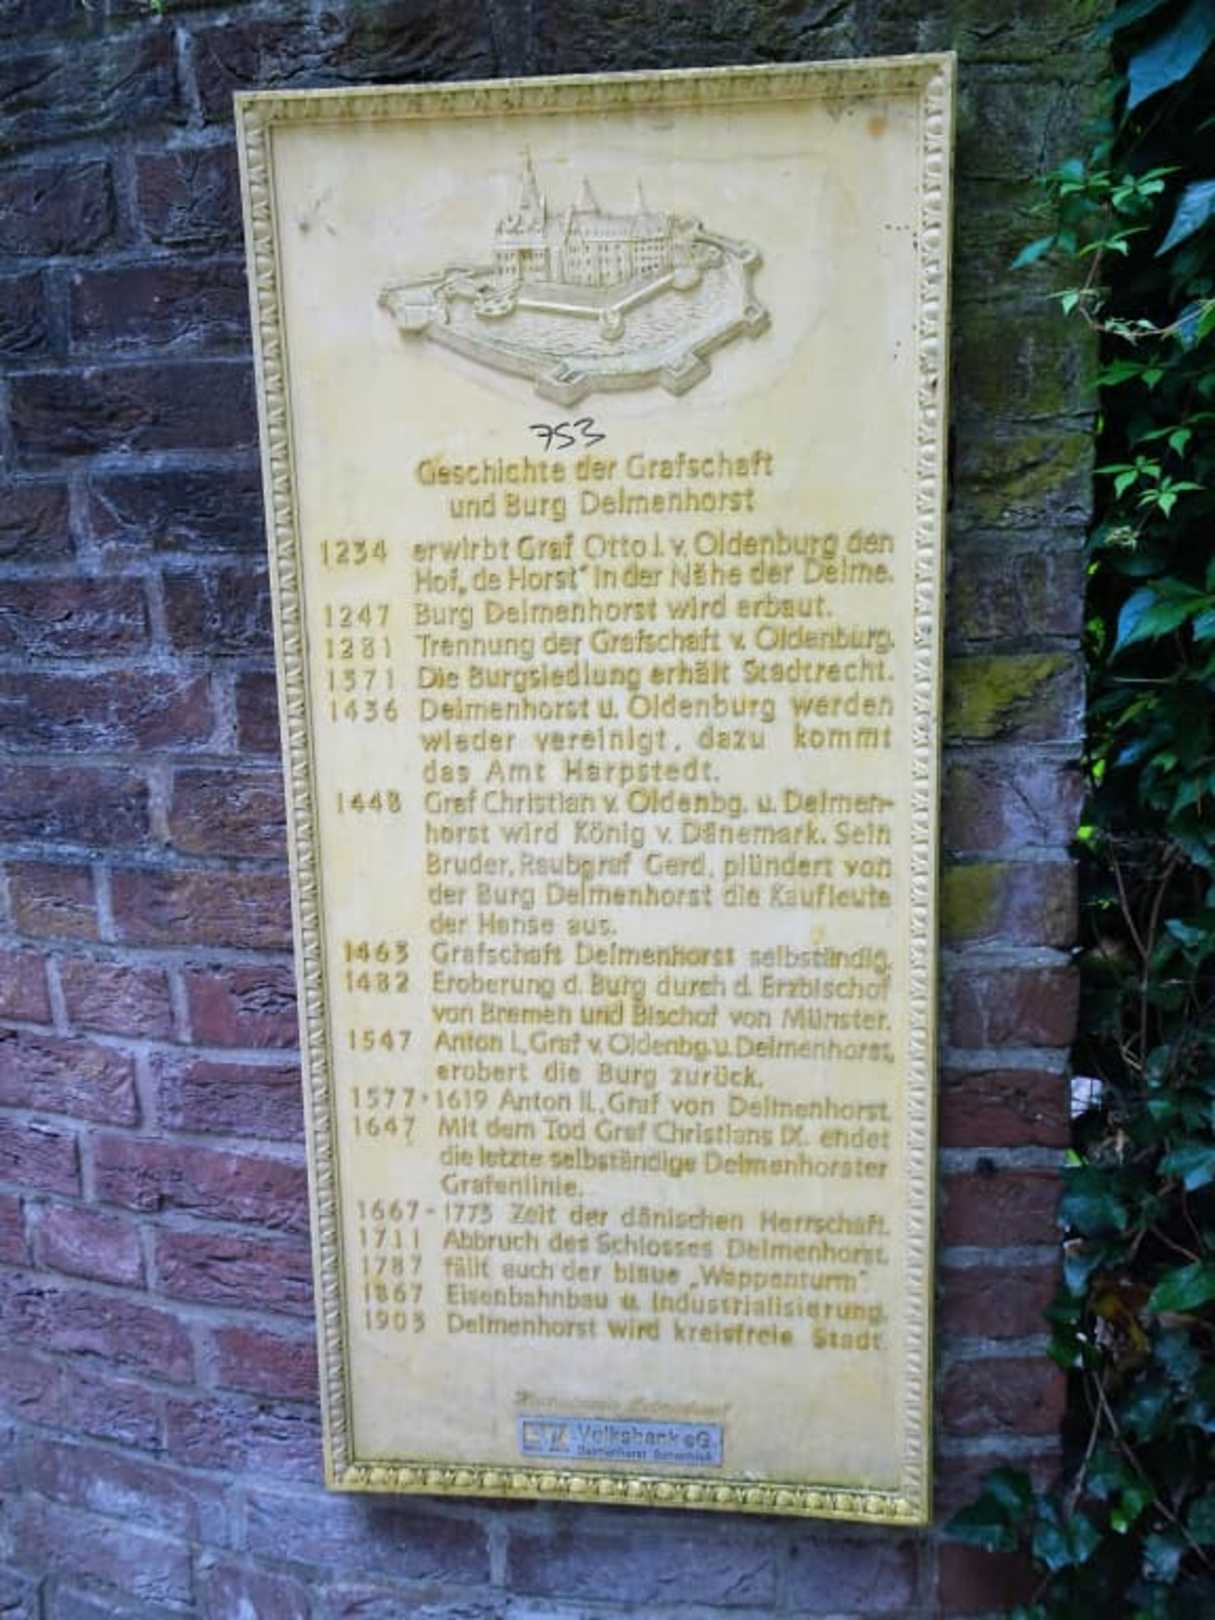 753
Geschichte der Grafschaft
und Burg Delmenhorst
1234 erwirbt Graf Otto I. v. Oldenburg den
Hof „de Horst" in der Nähe der Delme.
1247 Burg Delmenhorst wird erbaut.
1281 Trennung der Grafschaft v. Oldenburg.
1371 Die Burgsiedlung erhält Stadtrecht.
1436 Delmenhorst u. Oldenburg werden
wieder vereinigt, dazu kommt
das Amt Harpstedt.
1448 Graf Christian v. Oldenbg. u. Delmen-
horst wird König v. Dänemark. Sein
Bruder, Raubgraf Gerd, plündert von
der Burg Delmenhorst die Kaufleute
der Hanse aus.
1463 Grafschaft Delmenhorst selbständig.
1482 Eroberung d. Burg durch d. Erzbischof
von Bremen und Bischof von Münster.
1547 Anton I., Graf v. Oldenbg. u. Delmenhorst,
erobert die Burg zurück.
1577-1619 Anton II., Graf von Delmenhorst.
1647 Mit dem Tod Graf Christians IX. endet
die letzte selbständige Delmenhorster
Grafenlinie.
1667-1773 Zeit der dänischen Herrschaft.
1711 Abbruch des Schlosses Delmenhorst.
1787 fällt auch der blaue „Wappenturm".
1867 Eisenbahnbau u. Industrialisierung.
1903 Delmenhorst wird kreisfreie Stadt.
Volksbank eG.
Delmenhorst